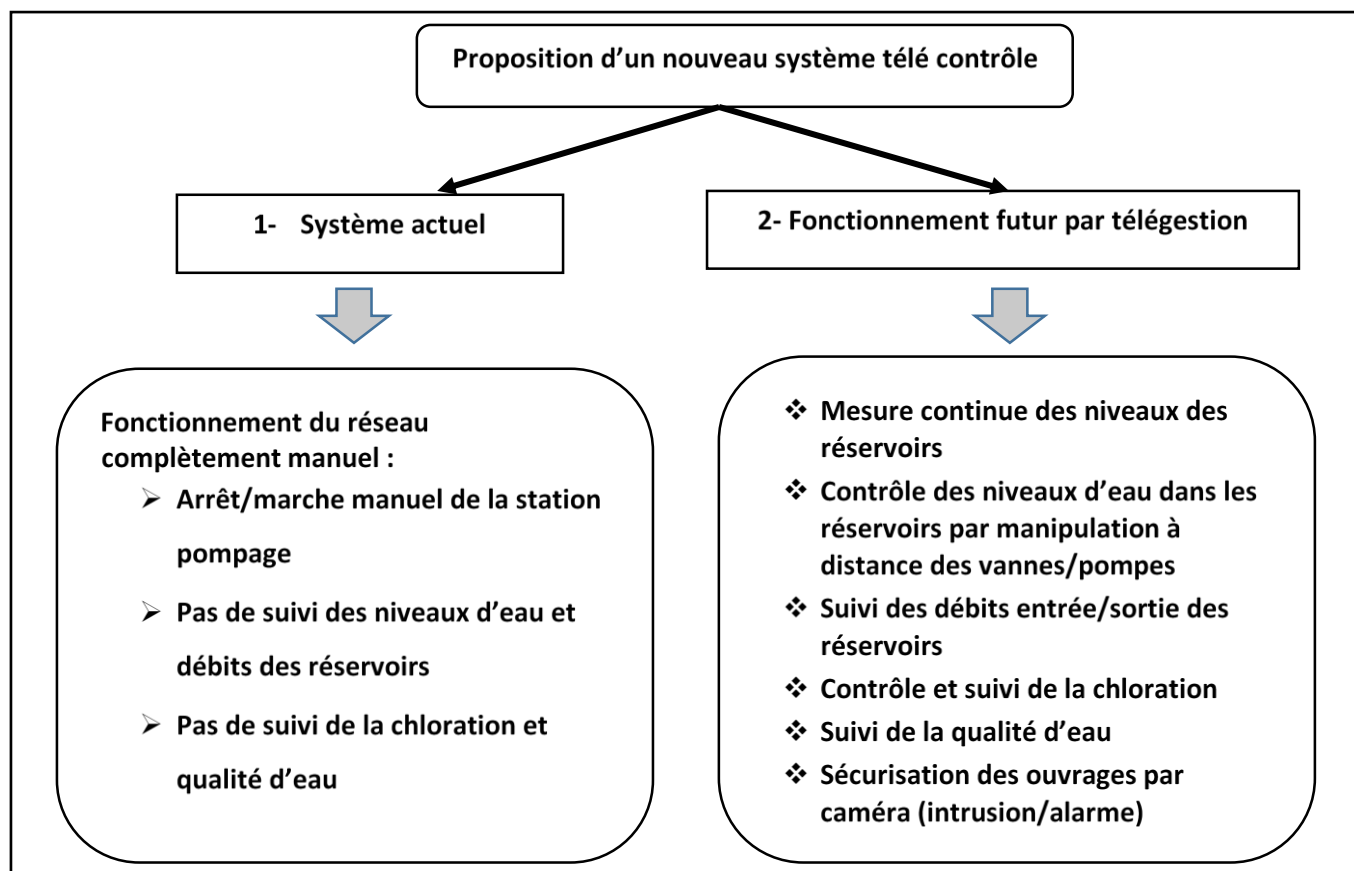 Proposition d’un nouveau système télé contrôle
1- Système actuel
2- Fonctionnement futur par télégestion
Fonctionnement du réseau
complètement manuel :
➢ Arrêt/marche manuel de la station
pompage
➢ Pas de suivi des niveaux d’eau et
débits des réservoirs
➢ Pas de suivi de la chloration et
qualité d’eau
❖ Mesure continue des niveaux des
réservoirs
❖ Contrôle des niveaux d’eau dans les
réservoirs par manipulation à
distance des vannes/pompes
❖ Suivi des débits entrée/sortie des
réservoirs
❖ Contrôle et suivi de la chloration
❖ Suivi de la qualité d’eau
❖ Sécurisation des ouvrages par
caméra (intrusion/alarme)